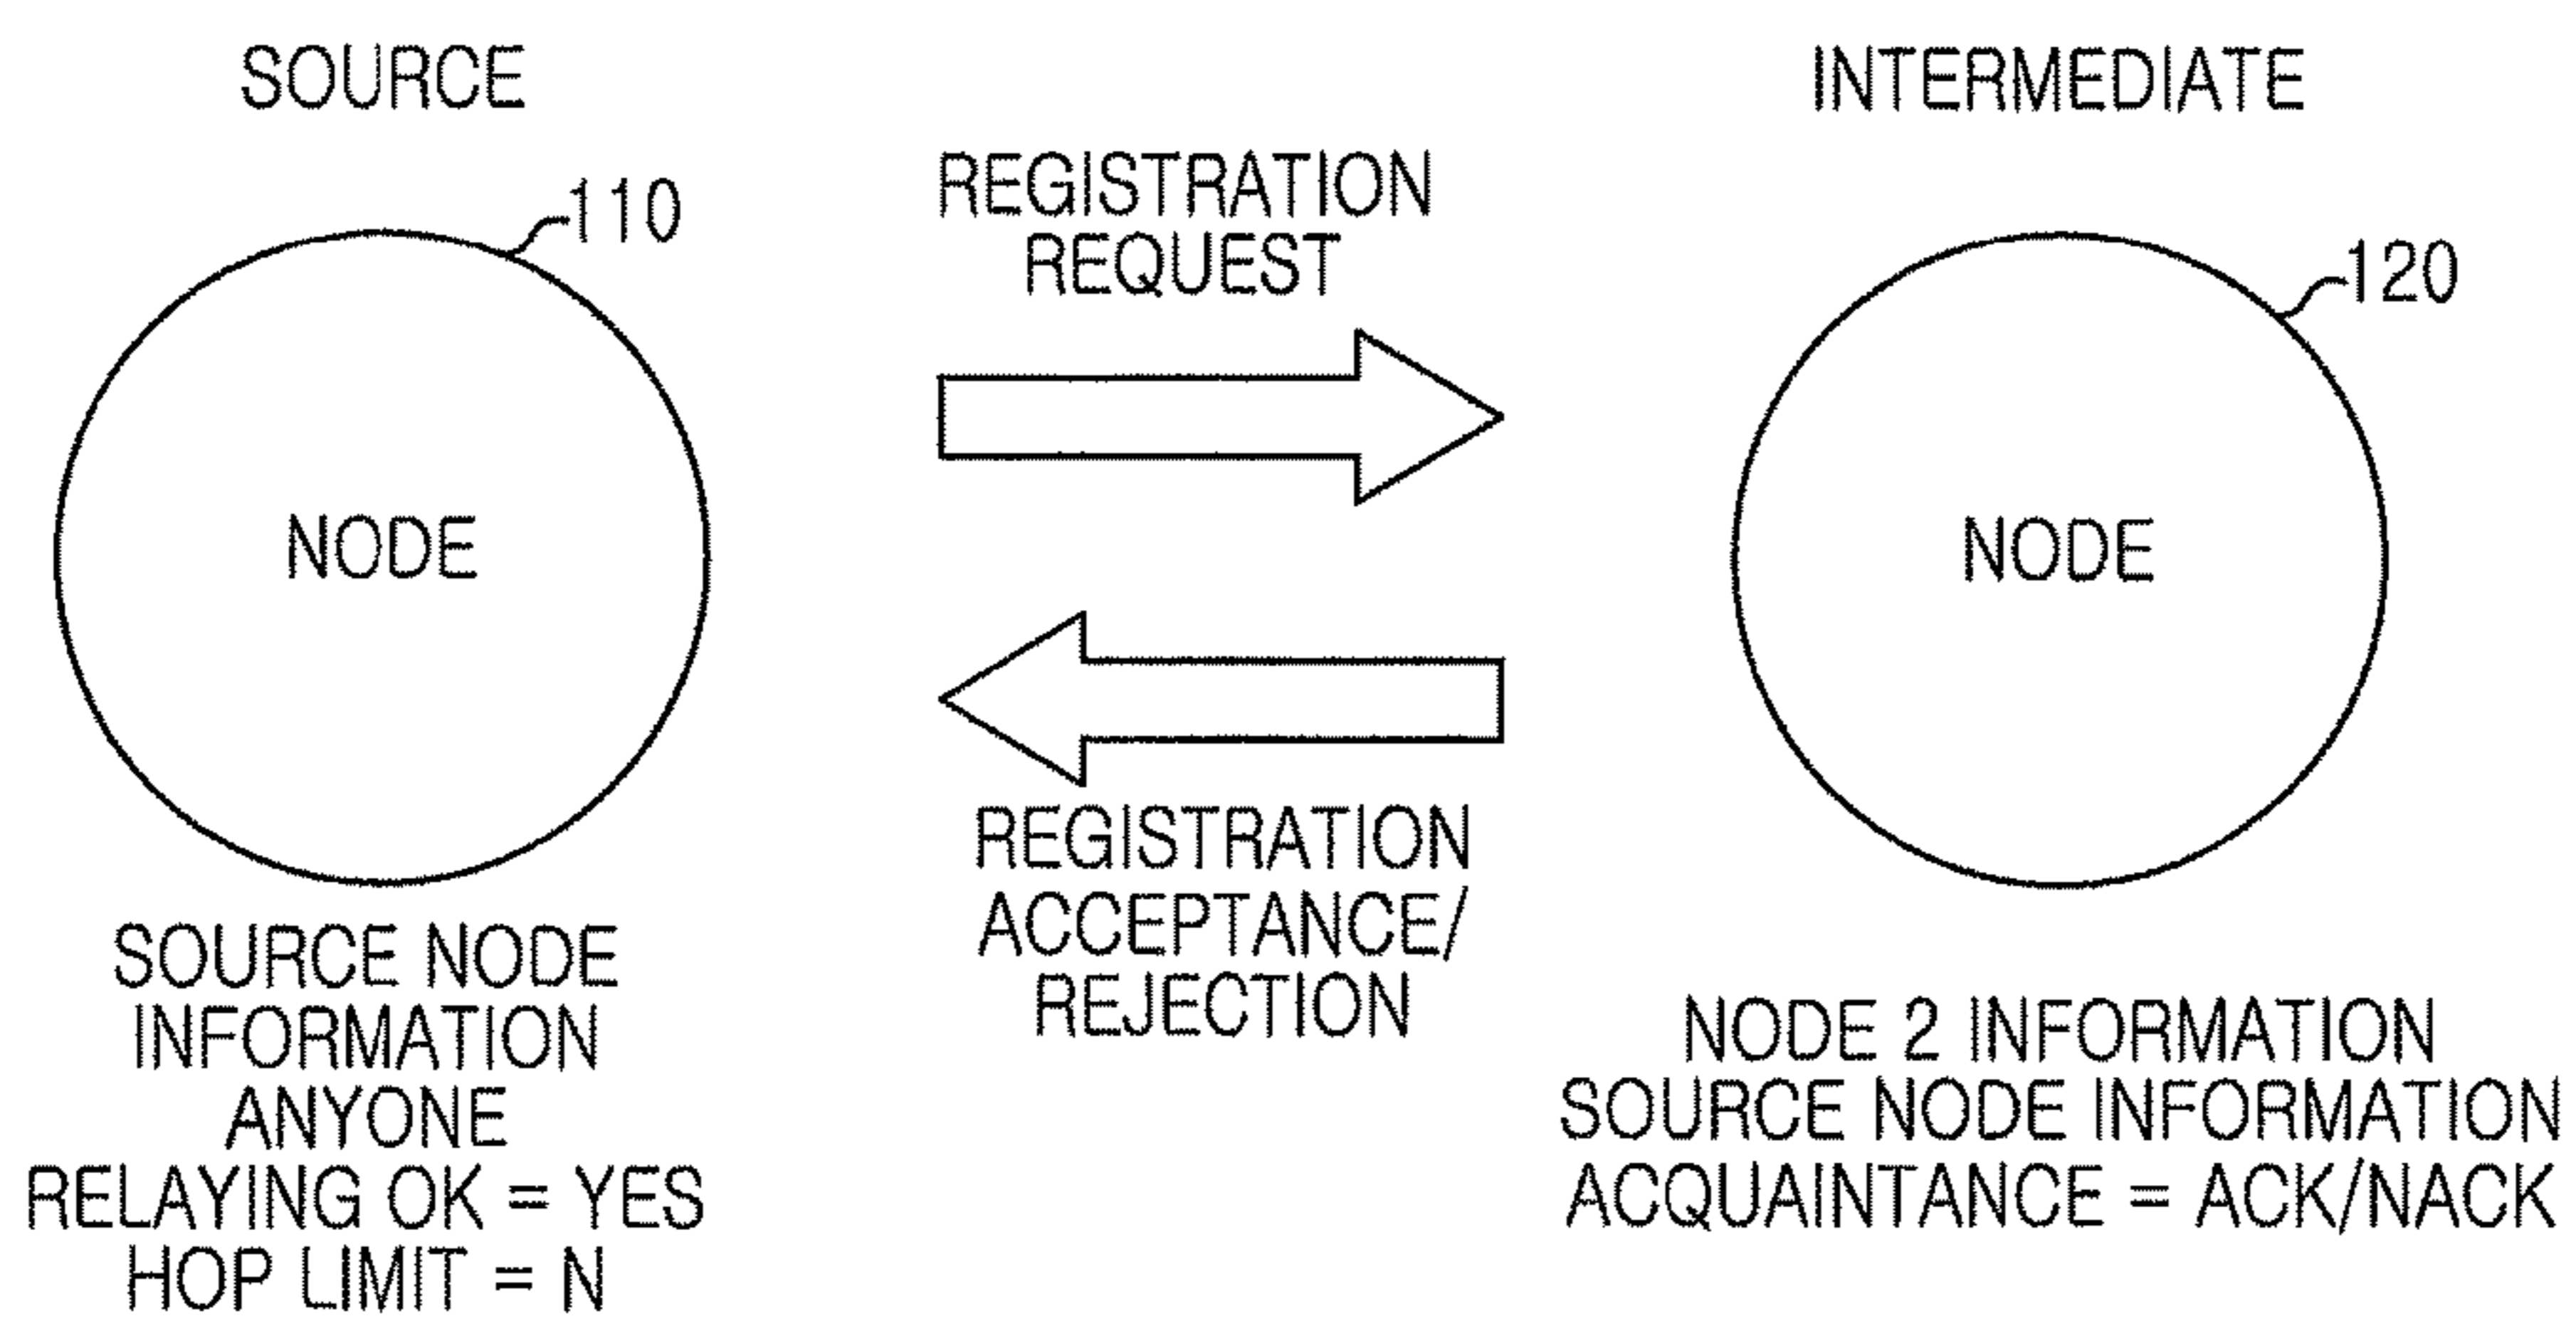 SOURCE
INTERMEDIATE
110
REGISTRATION
REQUEST
120
NODE
NODE
REGISTRATION
ACCEPTANCE/
REJECTION
SOURCE NODE
INFORMATION
ANYONE
RELAYING OK = YES
HOP LIMIT = N
NODE 2 INFORMATION
SOURCE NODE INFORMATION
ACQUAINTANCE = ACK/NACK